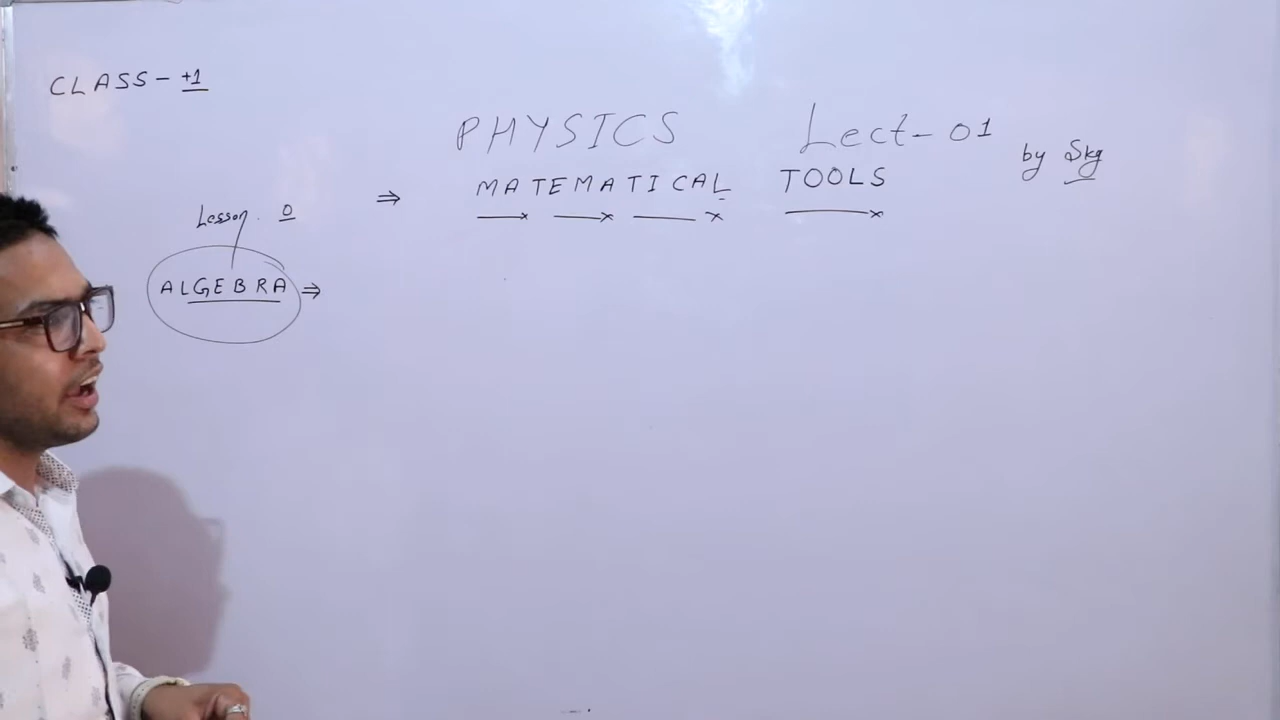 CLASS - +1
PHYSICS Lect - 01
by Skg
⇒ MATEMATICAL TOOLS
Lesson. 0
ALGEBRA ⇒